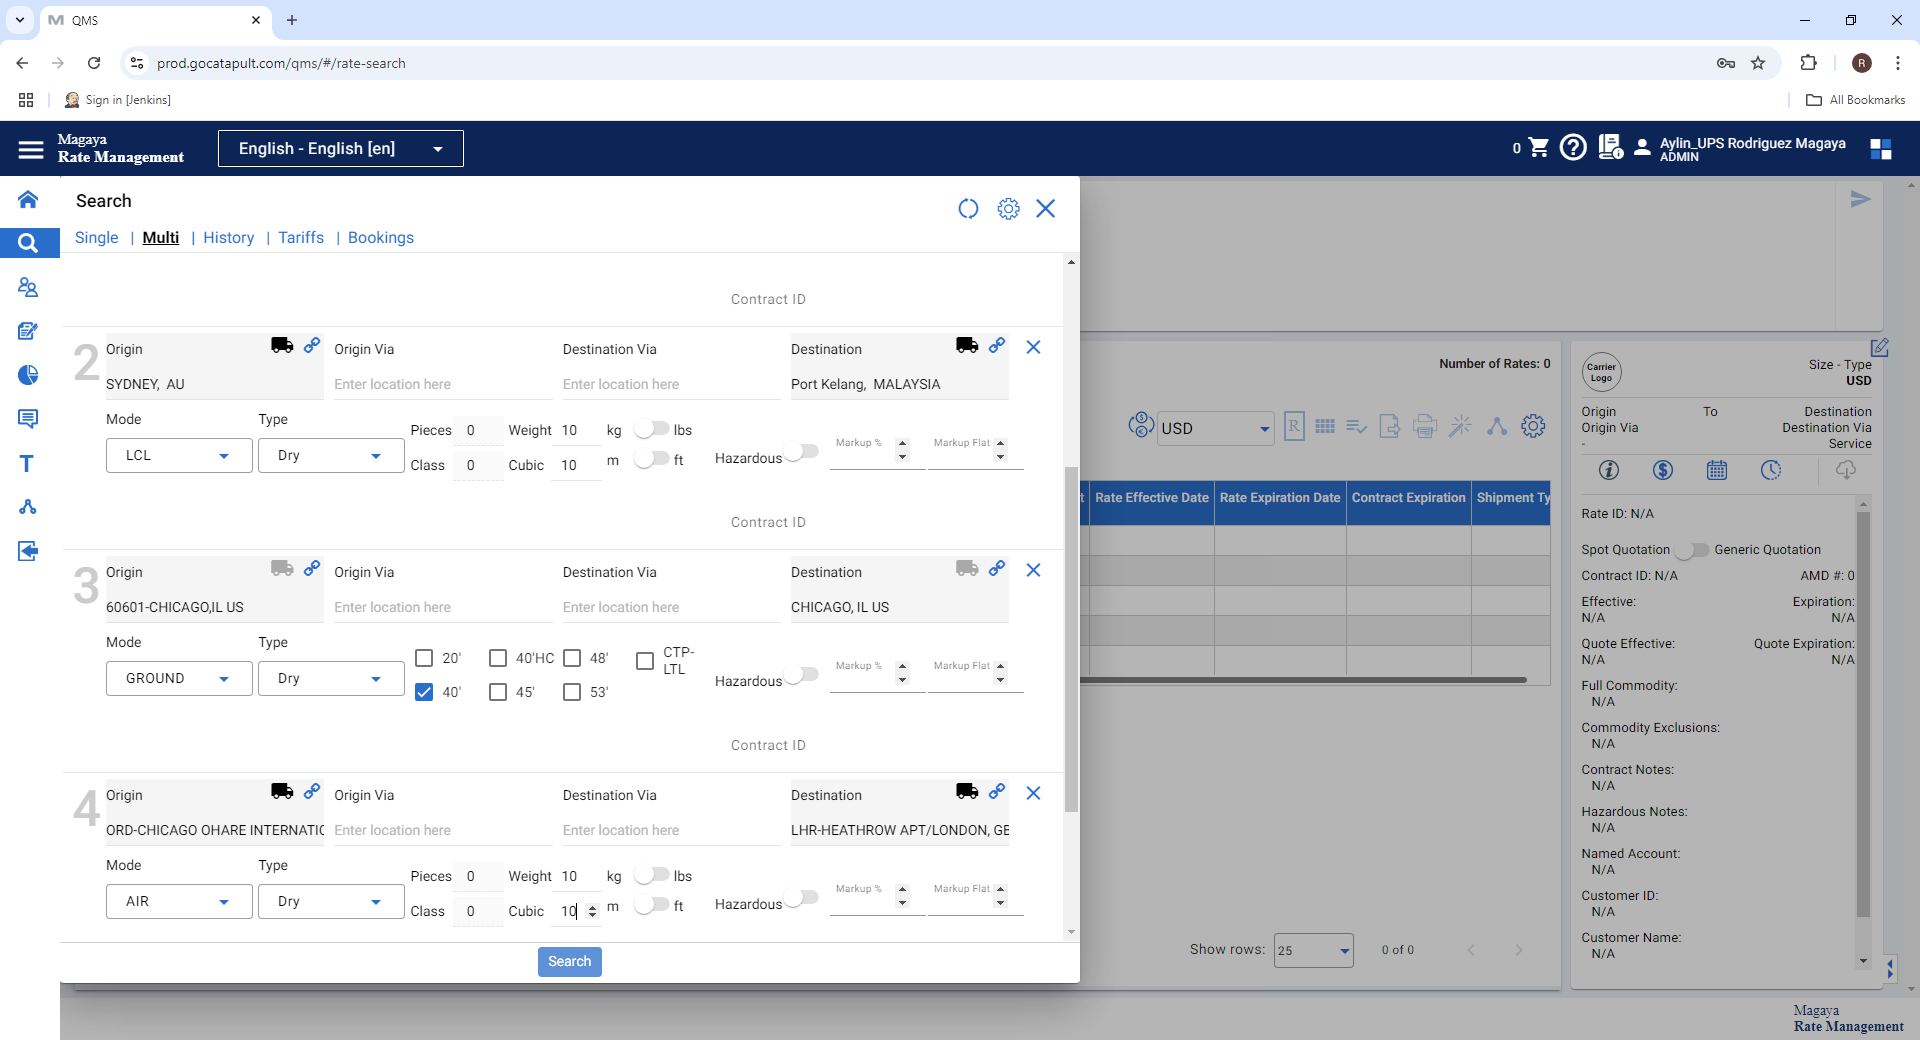 QMS
prod.gocatapult.com/qms/#/rate-search
R
Sign in [Jenkins]
All Bookmarks
Magaya
Rate Management
English - English [en]
0
Aylin_UPS Rodriguez Magaya
ADMIN
Search
Single | Multi | History | Tariffs | Bookings
Contract ID
2
Origin
Origin Via
Destination Via
Destination
SYDNEY, AU
Enter location here
Enter location here
Port Kelang, MALAYSIA
Mode
Type
LCL
Dry
Pieces 0 Weight 10 kg lbs
Class 0 Cubic 10 m ft
Hazardous
Markup %
Markup Flat
Contract ID
3
Origin
Origin Via
Destination Via
Destination
60601-CHICAGO,IL US
Enter location here
Enter location here
CHICAGO, IL US
Mode
Type
GROUND
Dry
20' 40'HC 48' CTP-LTL
40' 45' 53'
Hazardous
Markup %
Markup Flat
Contract ID
4
Origin
Origin Via
Destination Via
Destination
ORD-CHICAGO OHARE INTERNATIO
Enter location here
Enter location here
LHR-HEATHROW APT/LONDON, GB
Mode
Type
AIR
Dry
Pieces 0 Weight 10 kg lbs
Class 0 Cubic 10 m ft
Hazardous
Markup %
Markup Flat
Search
Number of Rates: 0
USD
R
t
Rate Effective Date
Rate Expiration Date
Contract Expiration
Shipment Ty
Show rows: 25
0 of 0
Carrier
Logo
Size - Type
USD
Origin
To
Destination
Origin Via
Destination Via
-
Service
Rate ID: N/A
Spot Quotation
Generic Quotation
Contract ID: N/A
AMD #: 0
Effective:
Expiration:
N/A
N/A
Quote Effective:
Quote Expiration:
N/A
N/A
Full Commodity:
N/A
Commodity Exclusions:
N/A
Contract Notes:
N/A
Hazardous Notes:
N/A
Named Account:
N/A
Customer ID:
N/A
Customer Name:
N/A
Magaya
Rate Management